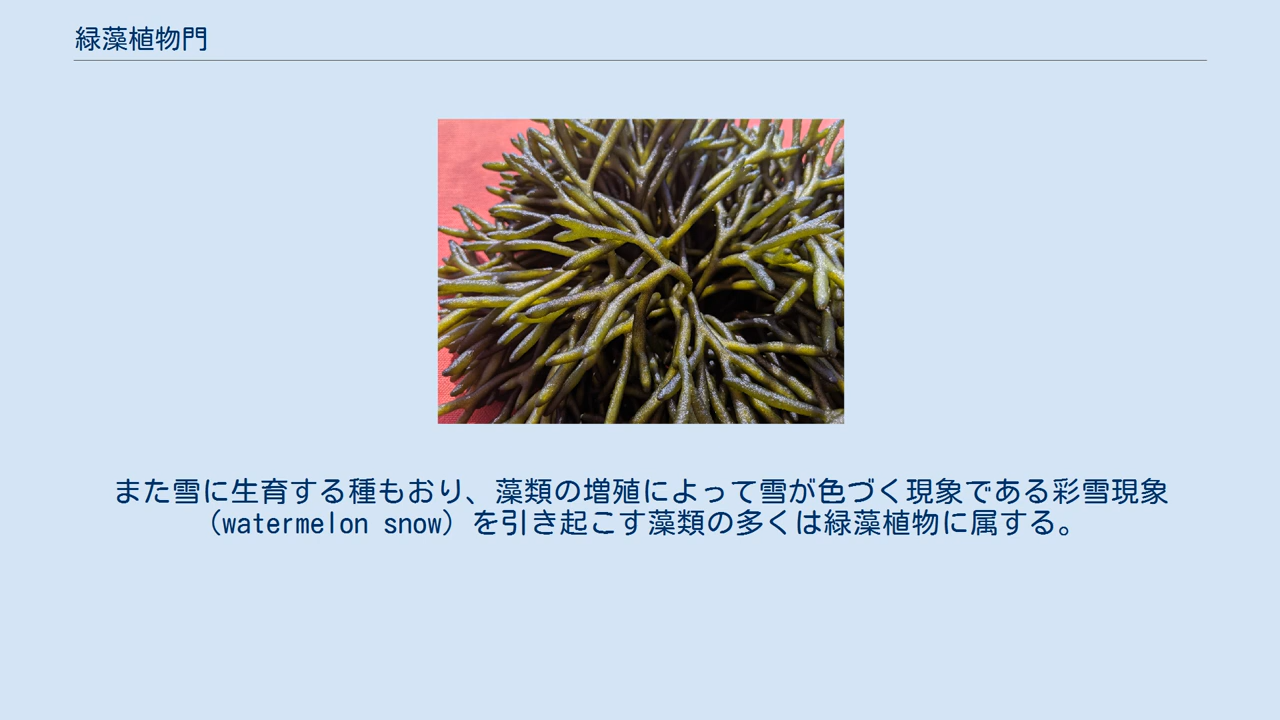 緑藻植物門
また雪に生育する種もおり、藻類の増殖によって雪が色づく現象である彩雪現象
（watermelon snow）を引き起こす藻類の多くは緑藻植物に属する。